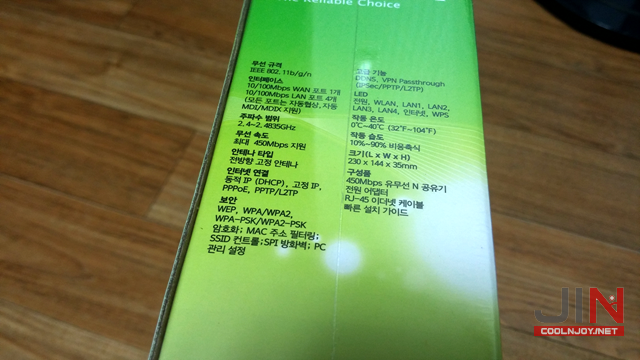 The Reliable Choice
무선 규격
IEEE 802.11b/g/n
인터페이스
10/100Mbps WAN 포트 1개
10/100Mbps LAN 포트 4개
(모든 포트는 자동협상,자동
MDI/MDIX 지원)
주파수 범위
2.4~2.4835GHz
무선 속도
최대 450Mbps 지원
안테나 타입
전방향 고정 안테나
인터넷 연결
동적 IP (DHCP), 고정 IP,
PPPoE, PPTP/L2TP
보안
WEP, WPA/WPA2,
WPA-PSK/WPA2-PSK
암호화; MAC 주소 필터링;
SSID 컨트롤;SPI 방화벽; PC
관리 설정
고급 기능
DDNS, VPN Passthrough
(IPSec/PPTP/L2TP)
LED
전원, WLAN, LAN1, LAN2,
LAN3, LAN4, 인터넷, WPS
작동 온도
0℃~40℃ (32℉~104℉)
작동 습도
10%~90% 비응축식
크기(L x W x H)
230 x 144 x 35mm
구성품
450Mbps 유무선 N 공유기
전원 어댑터
RJ-45 이더넷 케이블
빠른 설치 가이드
JIN
COOLNJOY.NET